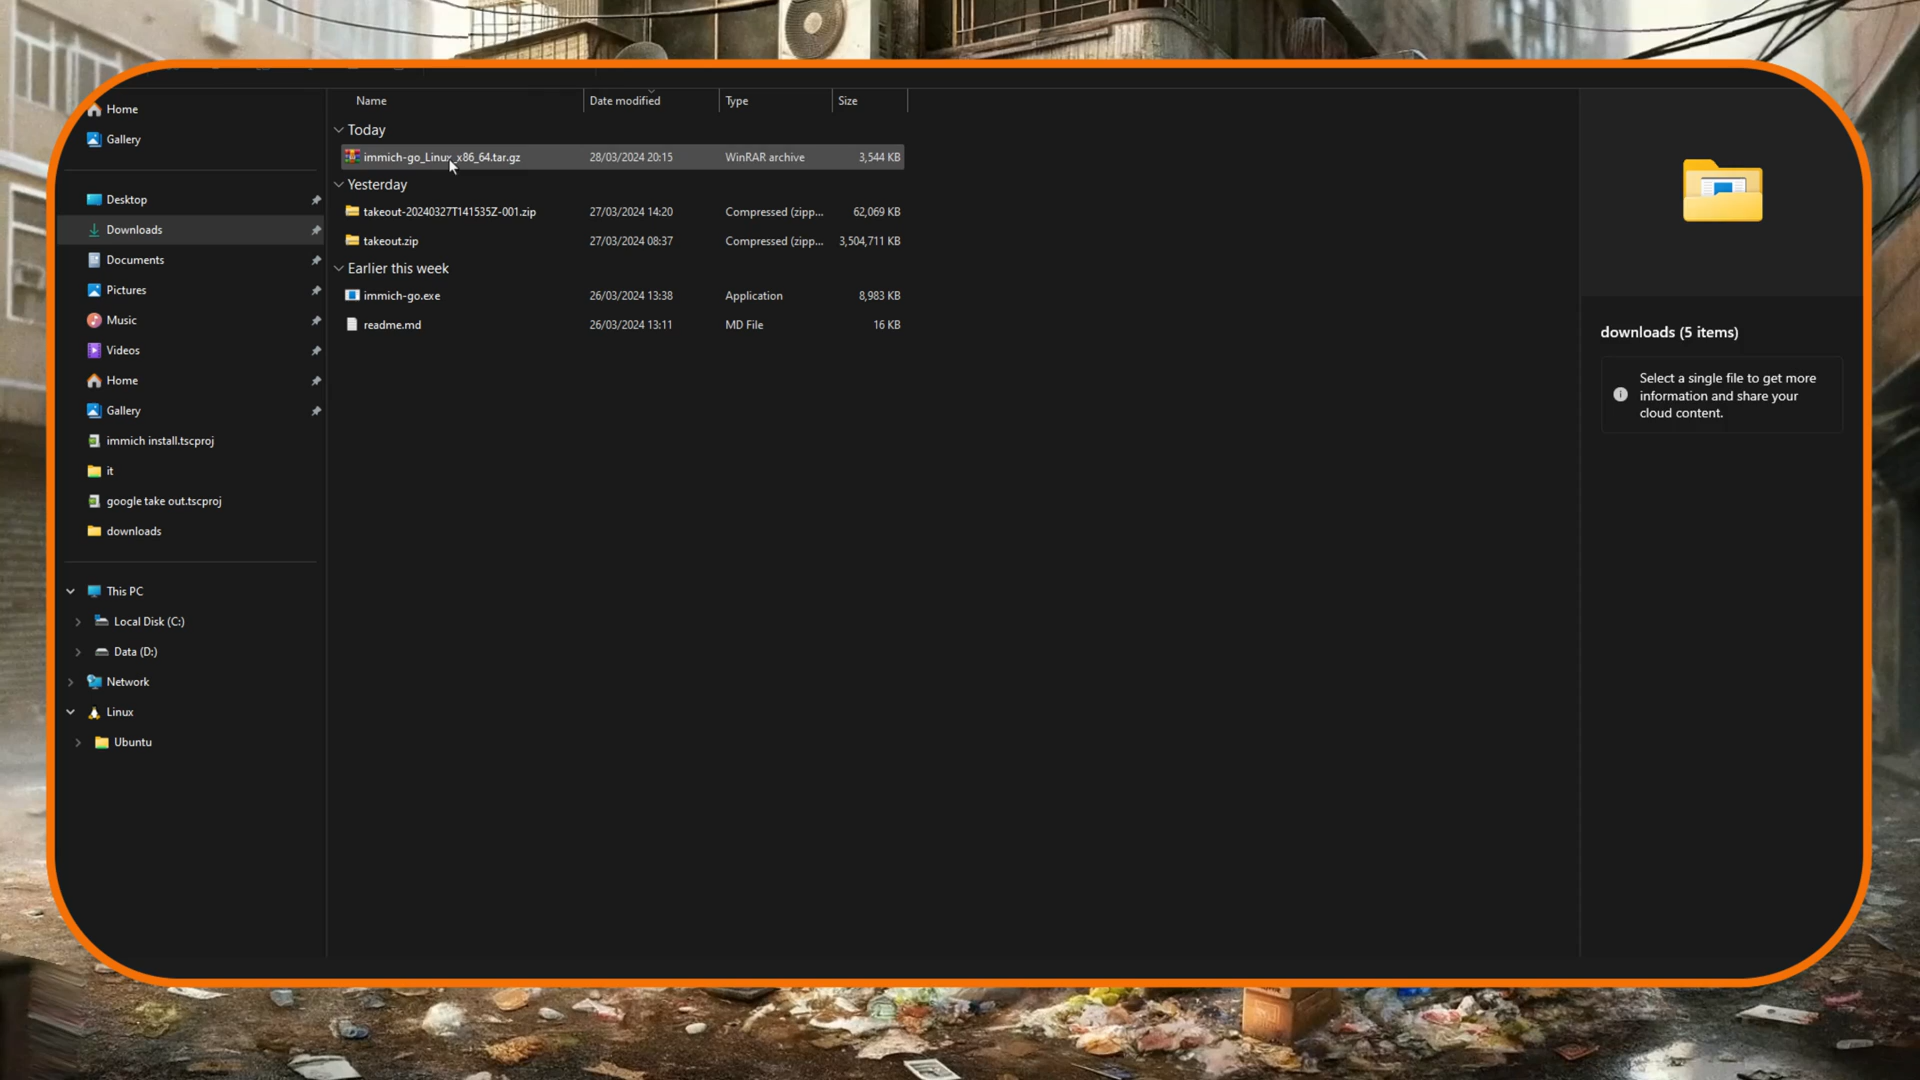 Name Date modified Type Size
Home
Gallery
Desktop
Downloads
Documents
Pictures
Music
Videos
Home
Gallery
immich install.tscproj
it
google take out.tscproj
downloads
This PC
Local Disk (C:)
Data (D:)
Network
Linux
Ubuntu
Today
immich-go_Linux_x86_64.tar.gz 28/03/2024 20:15 WinRAR archive 3,544 KB
Yesterday
takeout-20240327T141535Z-001.zip 27/03/2024 14:20 Compressed (zipp... 62,069 KB
takeout.zip 27/03/2024 08:37 Compressed (zipp... 3,504,711 KB
Earlier this week
immich-go.exe 26/03/2024 13:38 Application 8,983 KB
readme.md 26/03/2024 13:11 MD File 16 KB
downloads (5 items)
Select a single file to get more
information and share your
cloud content.